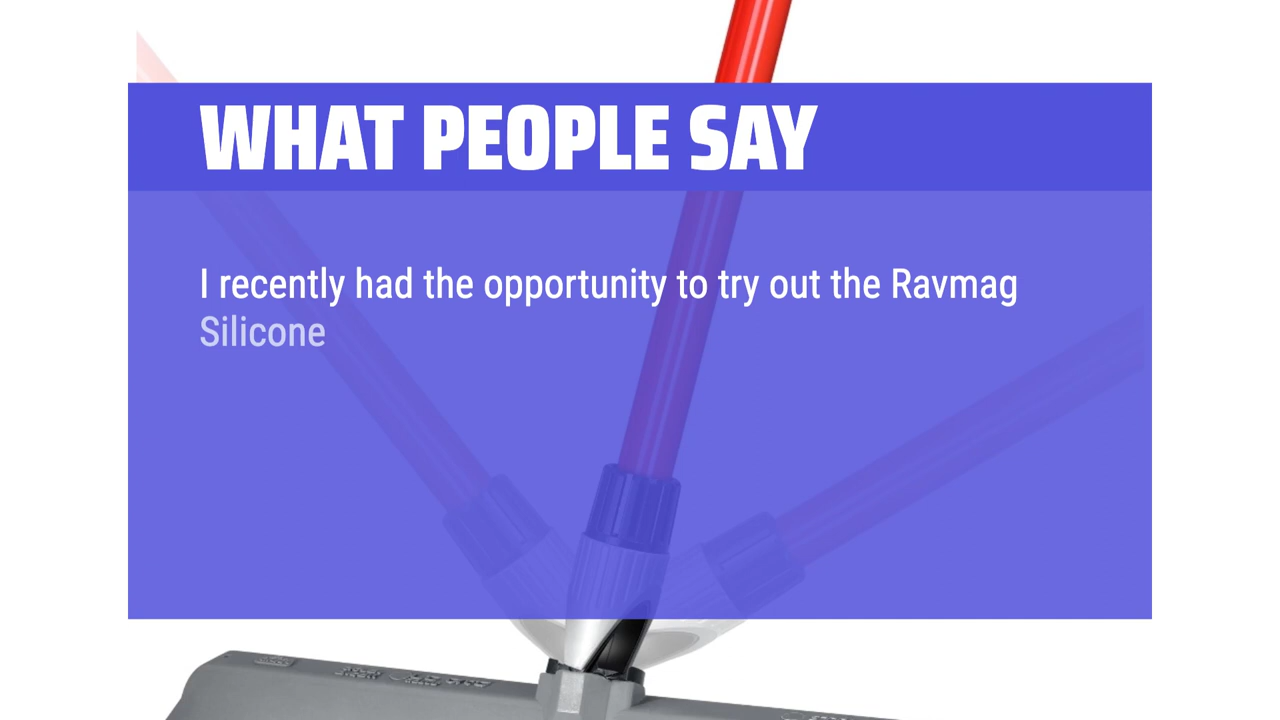 WHAT PEOPLE SAY
I recently had the opportunity to try out the Ravmag
Silicone